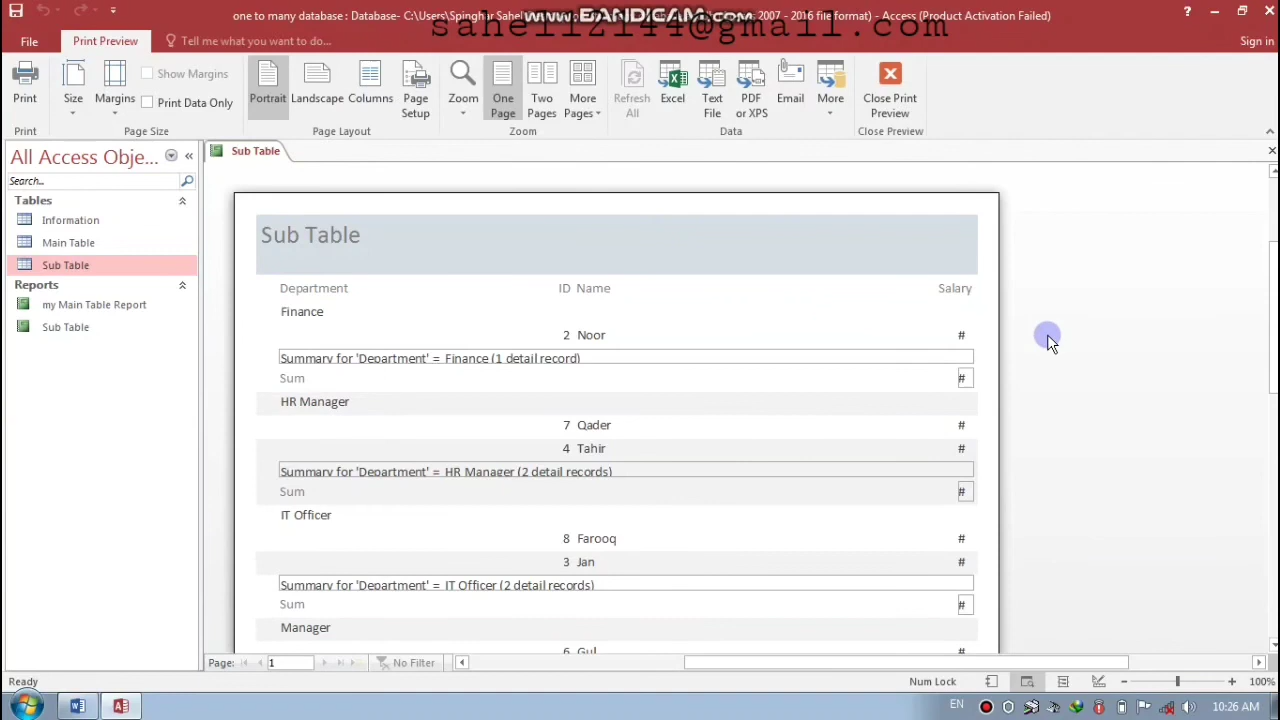 one to many database : Database- C:\Users\Spinghar Sahel
www.BANDICAM.com
2007 - 2016 file format) - Access (Product Activation Failed)
sahell2144@gmail.com
File
Print Preview
Tell me what you want to do...
Sign in
Print
Size
Margins
Show Margins
Print Data Only
Portrait
Landscape
Columns
Page Setup
Zoom
One Page
Two Pages
More Pages
Refresh All
Excel
Text File
PDF or XPS
Email
More
Close Print Preview
Print
Page Size
Page Layout
Zoom
Data
Close Preview
All Access Obje...
Search...
Tables
Information
Main Table
Sub Table
Reports
my Main Table Report
Sub Table
Sub Table
Sub Table
Department ID Name Salary
Finance
2 Noor #
Summary for 'Department' = Finance (1 detail record)
Sum #
HR Manager
7 Qader #
4 Tahir #
Summary for 'Department' = HR Manager (2 detail records)
Sum #
IT Officer
8 Farooq #
3 Jan #
Summary for 'Department' = IT Officer (2 detail records)
Sum #
Manager
6 Gul #
Page: 1 No Filter
Ready Num Lock 100%
EN 10:26 AM